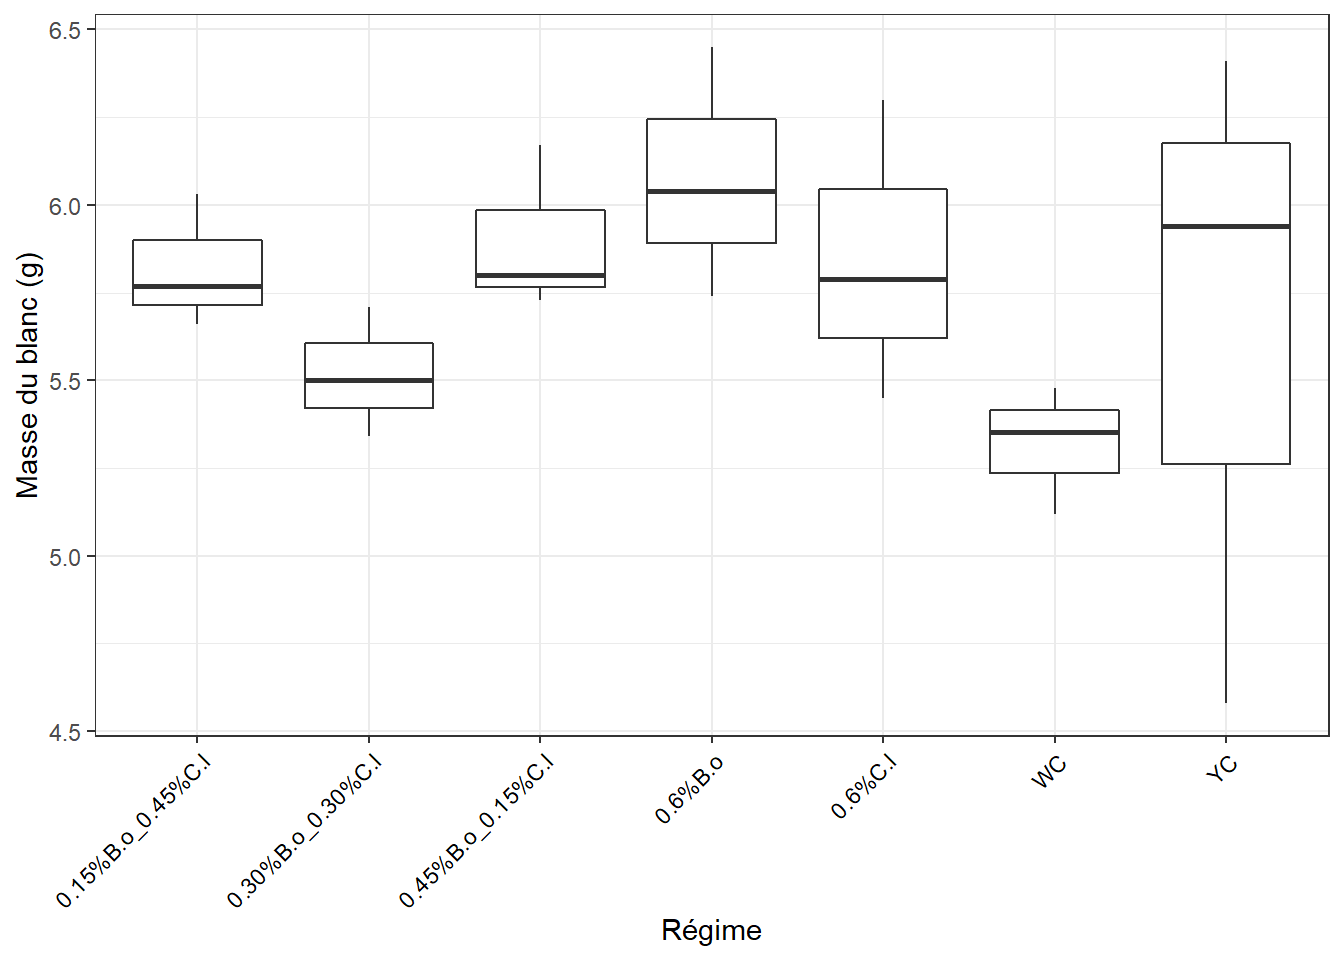 6.5
6.0
5.5
5.0
4.5
Masse du blanc (g)
0.15%B.o_0.45%C.l
0.30%B.o_0.30%C.l
0.45%B.o_0.15%C.l
0.6%B.o
0.6%C.l
WC
YC
Régime